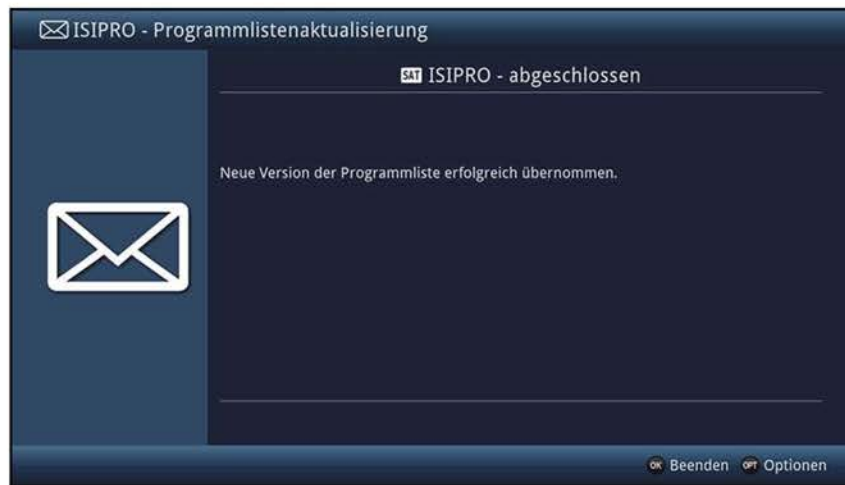 ISIPRO - Programmlistenaktualisierung
SAT ISIPRO - abgeschlossen
Neue Version der Programmliste erfolgreich übernommen.
OK Beenden OPT Optionen